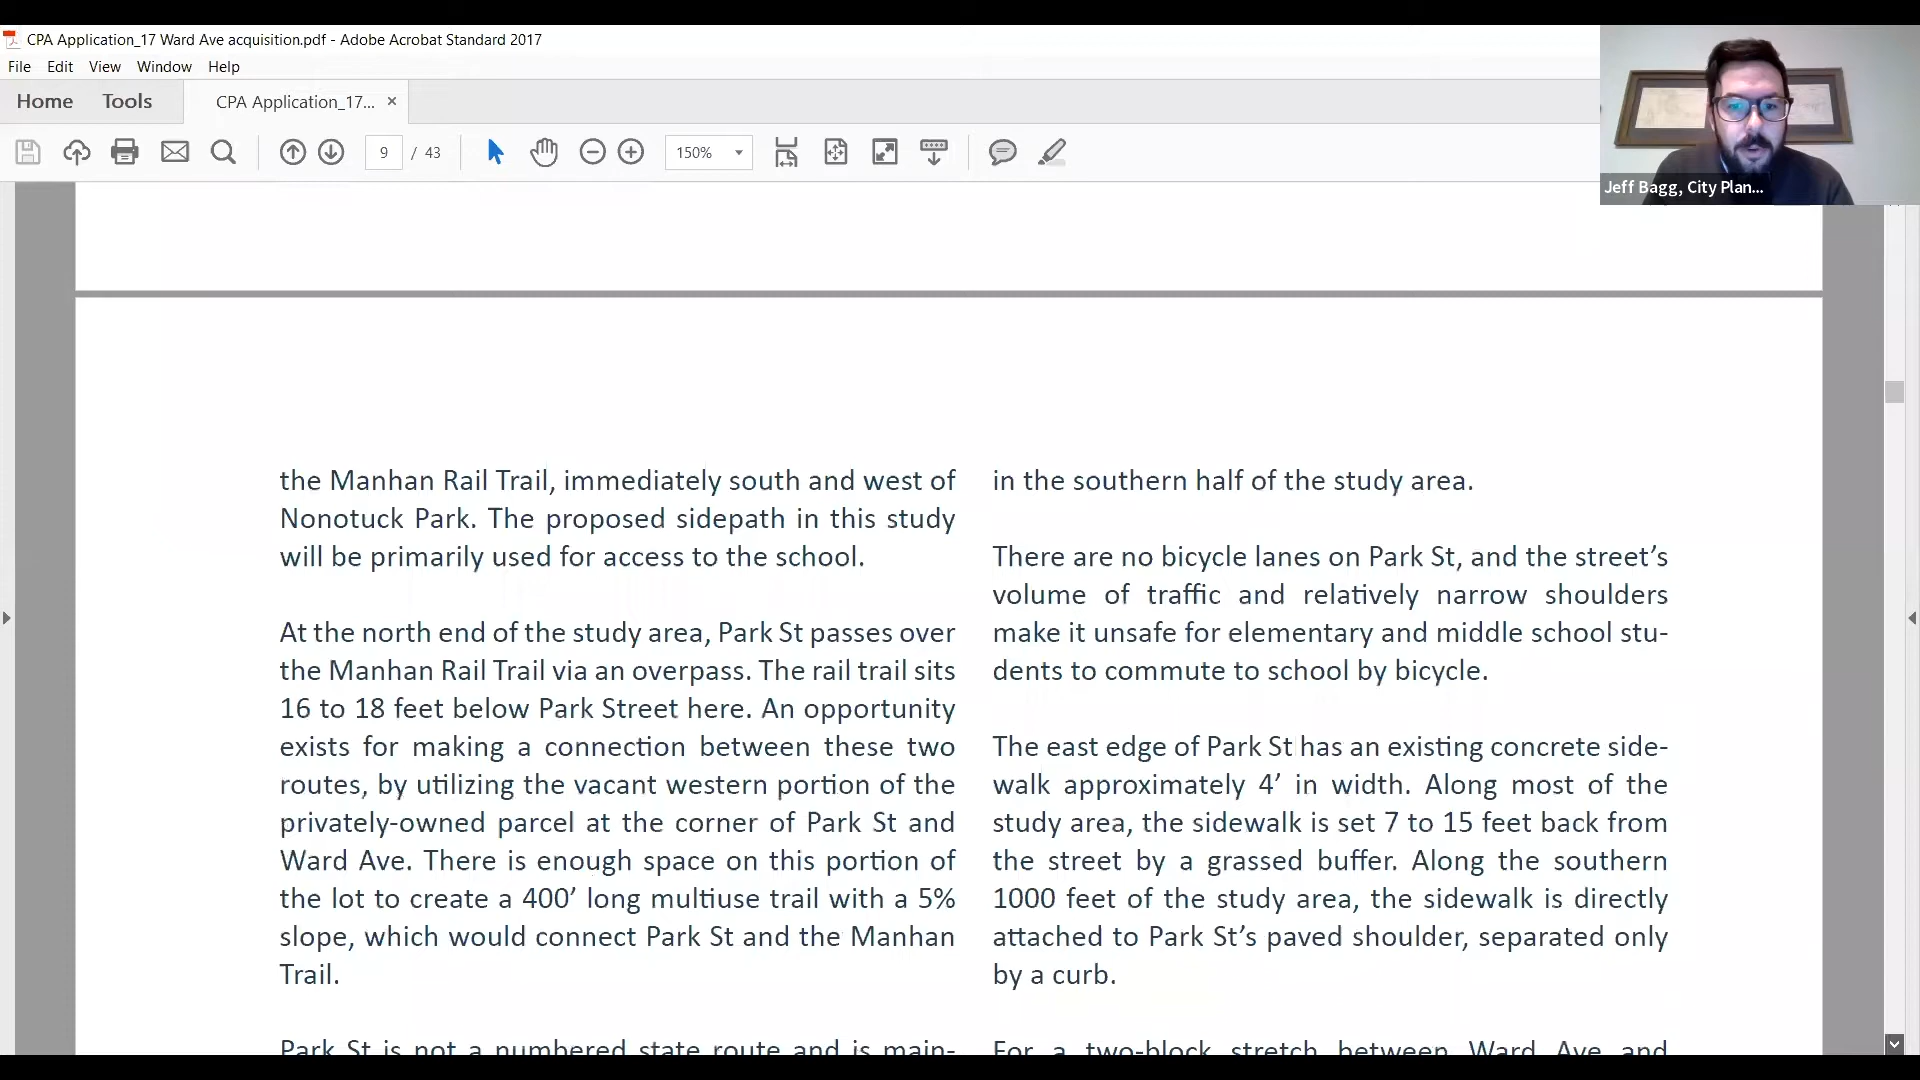 CPA Application_17 Ward Ave acquisition.pdf - Adobe Acrobat Standard 2017
File Edit View Window Help
Home Tools CPA Application_17... ×
9 / 43 150%
Jeff Bagg, City Plan...
the Manhan Rail Trail, immediately south and west of
Nonotuck Park. The proposed sidepath in this study
will be primarily used for access to the school.
At the north end of the study area, Park St passes over
the Manhan Rail Trail via an overpass. The rail trail sits
16 to 18 feet below Park Street here. An opportunity
exists for making a connection between these two
routes, by utilizing the vacant western portion of the
privately-owned parcel at the corner of Park St and
Ward Ave. There is enough space on this portion of
the lot to create a 400’ long multiuse trail with a 5%
slope, which would connect Park St and the Manhan
Trail.
Park St is not a numbered state route and is main-
in the southern half of the study area.
There are no bicycle lanes on Park St, and the street’s
volume of traffic and relatively narrow shoulders
make it unsafe for elementary and middle school stu-
dents to commute to school by bicycle.
The east edge of Park St has an existing concrete side-
walk approximately 4’ in width. Along most of the
study area, the sidewalk is set 7 to 15 feet back from
the street by a grassed buffer. Along the southern
1000 feet of the study area, the sidewalk is directly
attached to Park St’s paved shoulder, separated only
by a curb.
For a two-block stretch between Ward Ave and